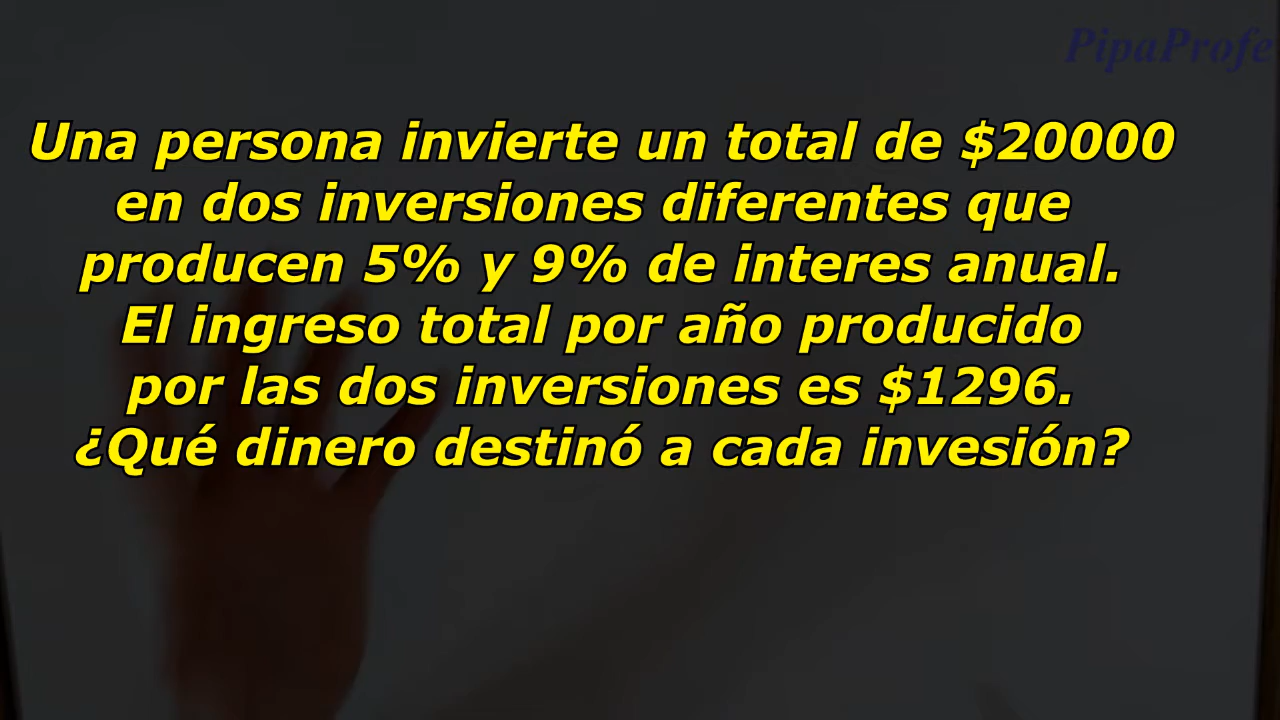 PipaProfe
Una persona invierte un total de $20000
en dos inversiones diferentes que
producen 5% y 9% de interes anual.
El ingreso total por año producido
por las dos inversiones es $1296.
¿Qué dinero destinó a cada invesión?